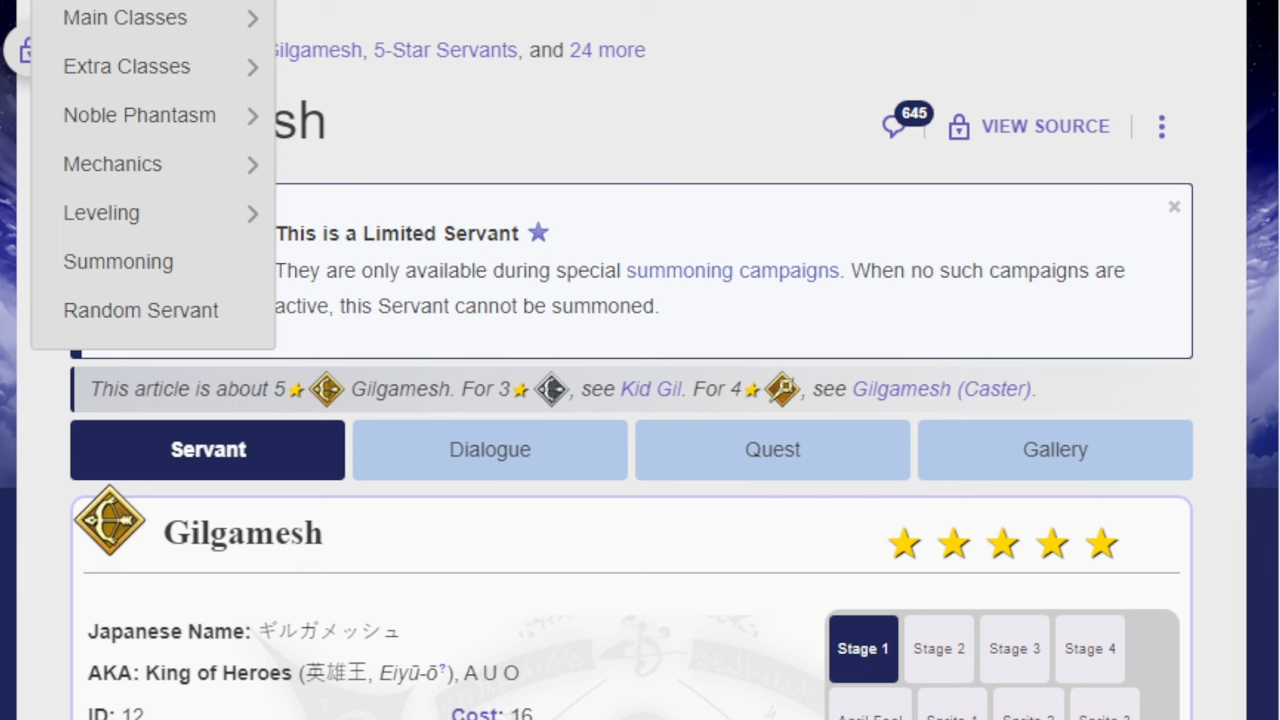 Main Classes
Extra Classes
Noble Phantasm
Mechanics
Leveling
Summoning
Random Servant
Gilgamesh, 5-Star Servants, and 24 more
sh
645
VIEW SOURCE
This is a Limited Servant
They are only available during special summoning campaigns. When no such campaigns are
active, this Servant cannot be summoned.
This article is about 5 Gilgamesh. For 3, see Kid Gil. For 4, see Gilgamesh (Caster).
Servant
Dialogue
Quest
Gallery
Gilgamesh
Japanese Name: ギルガメッシュ
AKA: King of Heroes (英雄王, Eiyū-ō?), A U O
ID: 12
Cost: 16
Stage 1
Stage 2
Stage 3
Stage 4